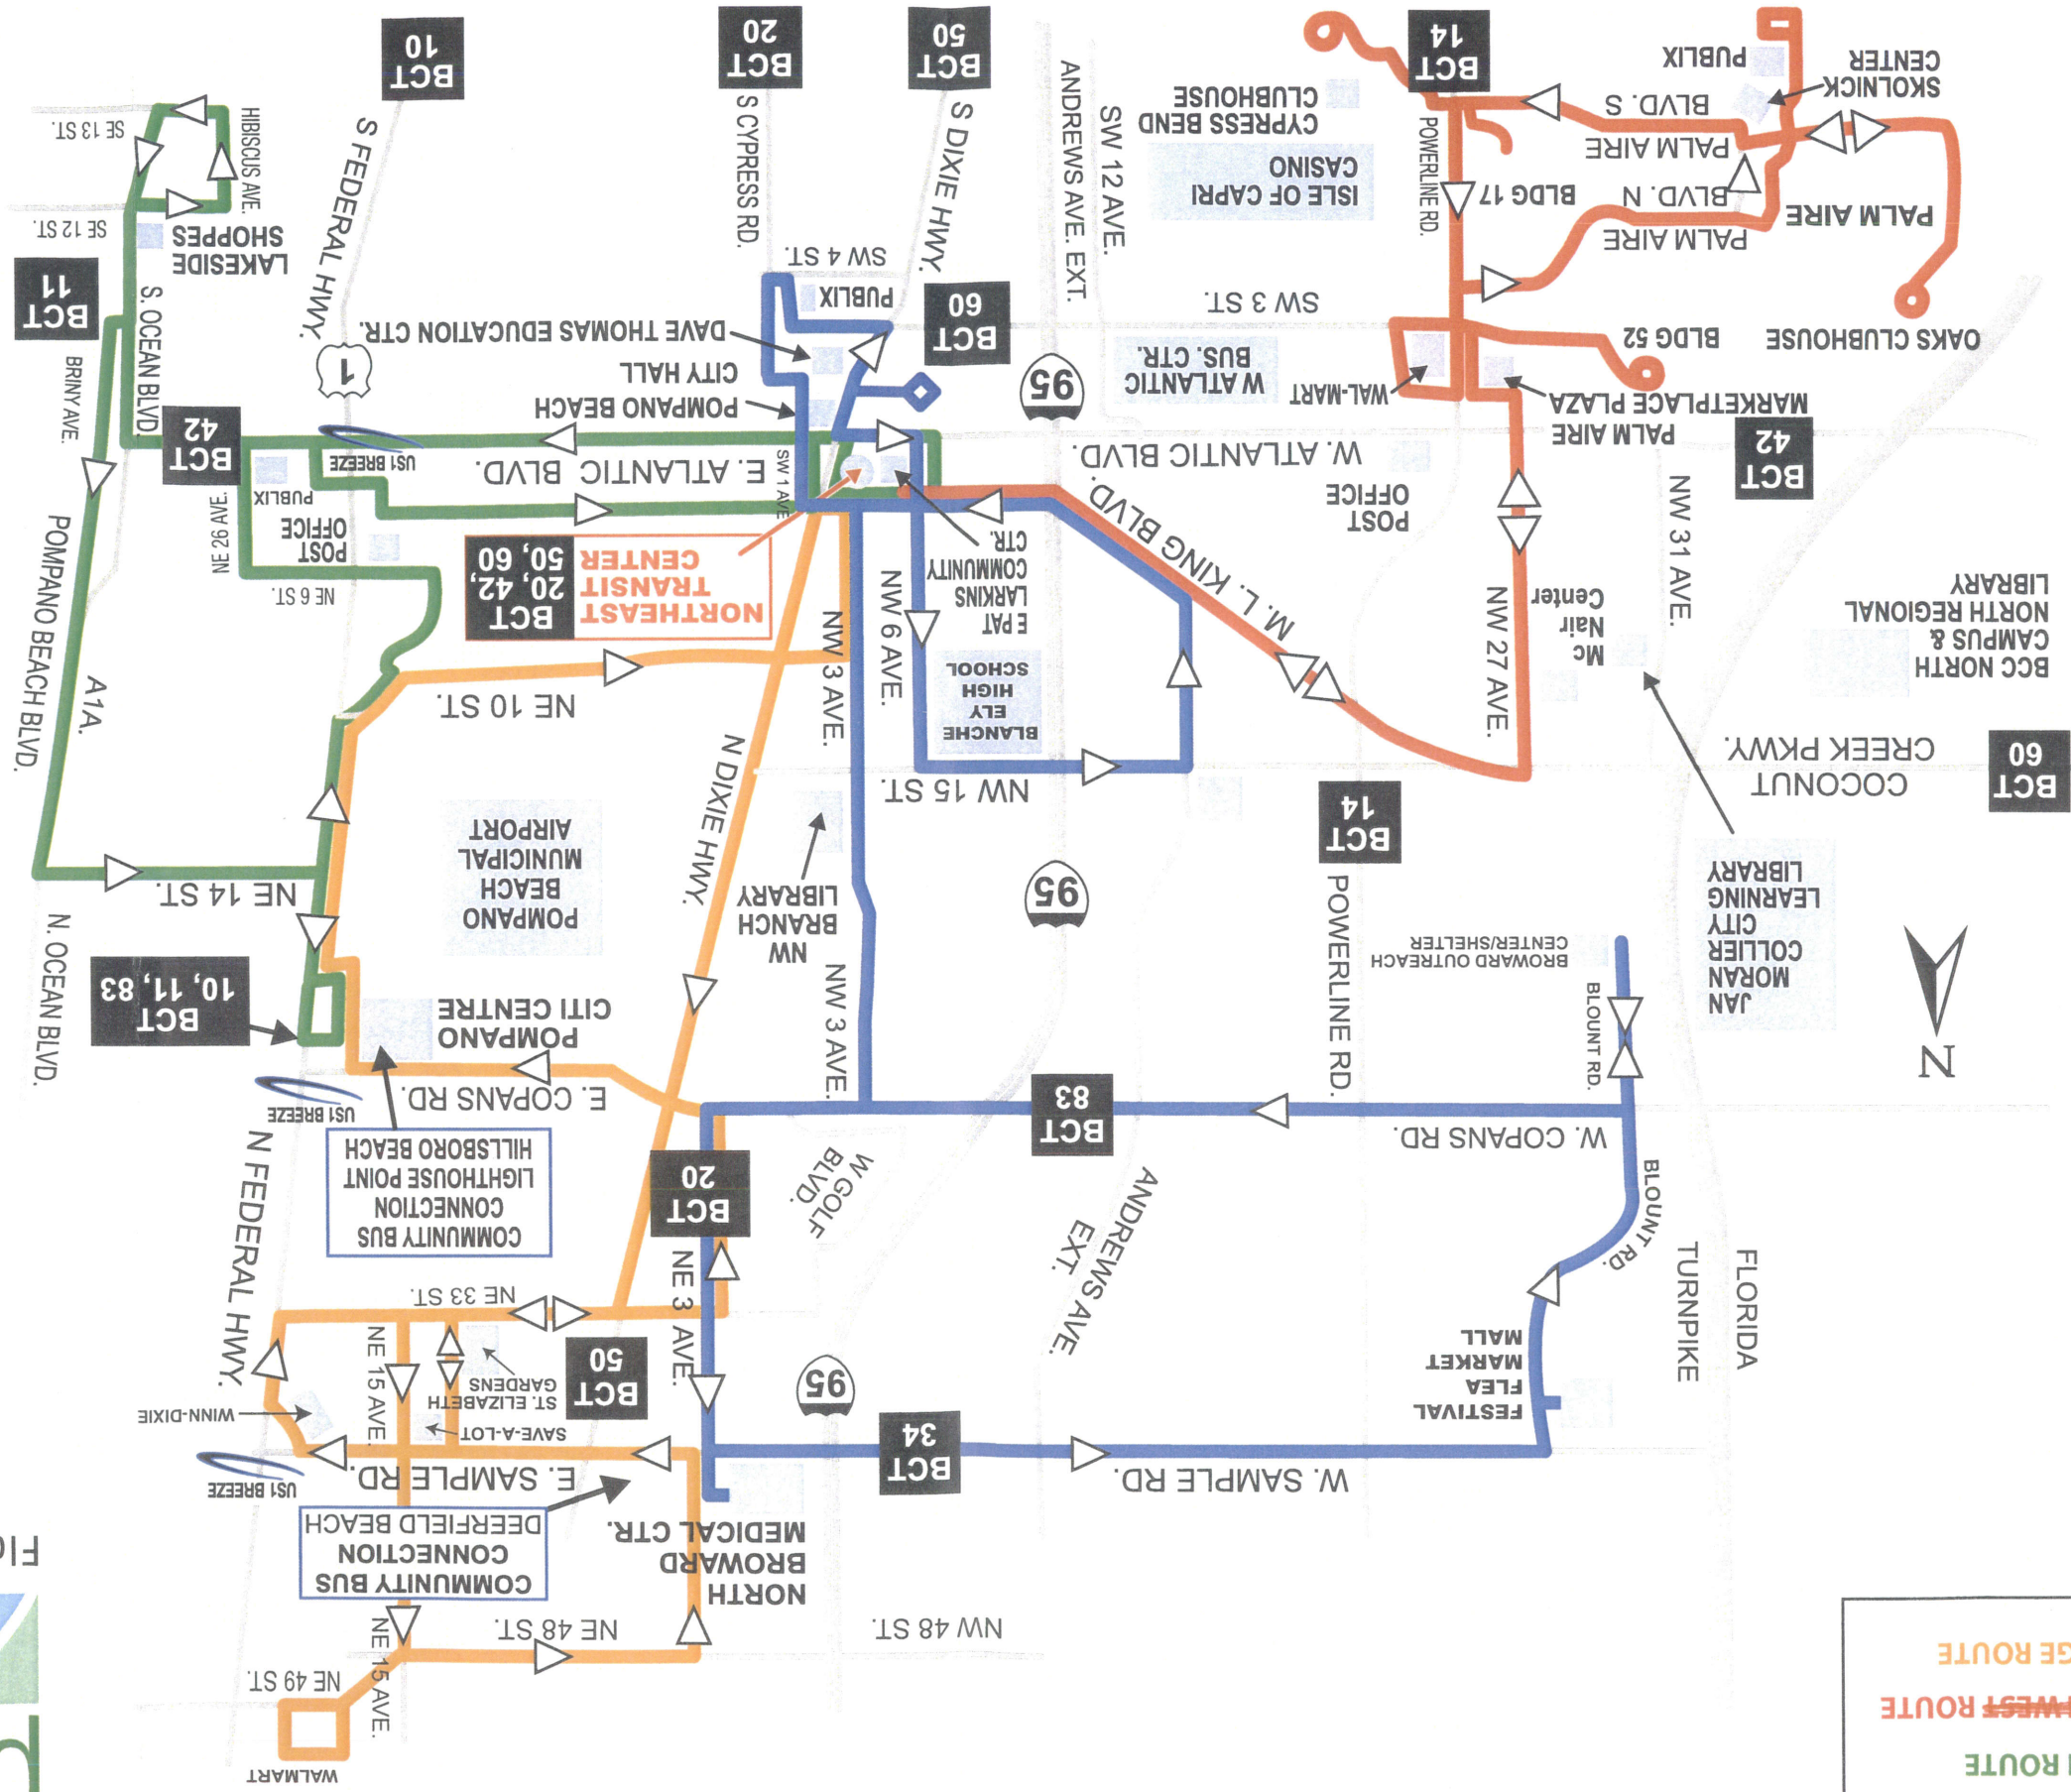 ROUTE
WEST ROUTE
GE ROUTE
WALMART
NE 49 ST.
NE 15 AVE.
NW 48 ST.
NE 48 ST.
NORTH
BROWARD
MEDICAL CTR.
COMMUNITY BUS
CONNECTION
DEERFIELD BEACH
W. SAMPLE RD.
E. SAMPLE RD.
US1 BREEZE
BCT
34
SAVE-A-LOT
ST. ELIZABETH
GARDENS
WINN-DIXIE
FESTIVAL
FLEA
MARKET
MALL
95
BCT
50
NE 15 AVE.
NE 33 ST.
NE 3 AVE.
FLORIDA
TURNPIKE
BLOUNT RD.
ANDREWS AVE.
EXT.
W GOLF
BLVD.
BCT
20
COMMUNITY BUS
CONNECTION
LIGHTHOUSE POINT
HILLSBORO BEACH
N FEDERAL HWY.
W. COPANS RD.
BCT
83
E. COPANS RD.
US1 BREEZE
N
BLOUNT RD.
BROWARD OUTREACH
CENTER/SHELTER
POWERLINE RD.
NW 3 AVE.
POMPANO
CITI CENTRE
BCT
10, 11, 83
N. OCEAN BLVD.
JAN
MORAN
COLLIER
CITY
LEARNING
LIBRARY
95
NW
BRANCH
LIBRARY
N DIXIE HWY.
POMPANO
BEACH
MUNICIPAL
AIRPORT
NE 14 ST.
BCT
60
COCONUT
CREEK PKWY.
BCT
14
NW 15 ST.
NE 10 ST.
A1A.
POMPANO BEACH BLVD.
BCC NORTH
CAMPUS &
NORTH REGIONAL
LIBRARY
Mc
Nair
Center
NW 31 AVE.
NW 27 AVE.
M. L. KING BLVD.
BLANCHE
ELY
HIGH
SCHOOL
NW 6 AVE.
NW 3 AVE.
E PAT
LARKINS
COMMUNITY
CTR.
NORTHEAST
TRANSIT
CENTER
BCT
20, 42,
50, 60
NE 6 ST.
POST
OFFICE
PUBLIX
NE 26 AVE.
POST
OFFICE
W. ATLANTIC BLVD.
SW 1 AVE
E. ATLANTIC BLVD.
US1 BREEZE
BCT
42
BCT
42
PALM AIRE
MARKETPLACE PLAZA
WAL-MART
W ATLANTIC
BUS. CTR.
95
POMPANO BEACH
CITY HALL
DAVE THOMAS EDUCATION CTR.
1
BRINY AVE.
S. OCEAN BLVD.
BCT
11
OAKS CLUBHOUSE
BLDG 52
SW 3 ST.
BCT
60
PUBLIX
SW 4 ST.
LAKESIDE
SHOPPES
SE 12 ST.
PALM AIRE
PALM AIRE
BLVD. N
BLDG 17
POWERLINE RD.
ISLE OF CAPRI
CASINO
SW 12 AVE.
ANDREWS AVE. EXT.
S DIXIE HWY.
S CYPRESS RD.
S FEDERAL HWY.
HIBISCUS AVE.
SE 13 ST.
PALM AIRE
BLVD. S
CYPRESS BEND
CLUBHOUSE
SKOLNICK
CENTER
PUBLIX
BCT
14
BCT
50
BCT
20
BCT
10